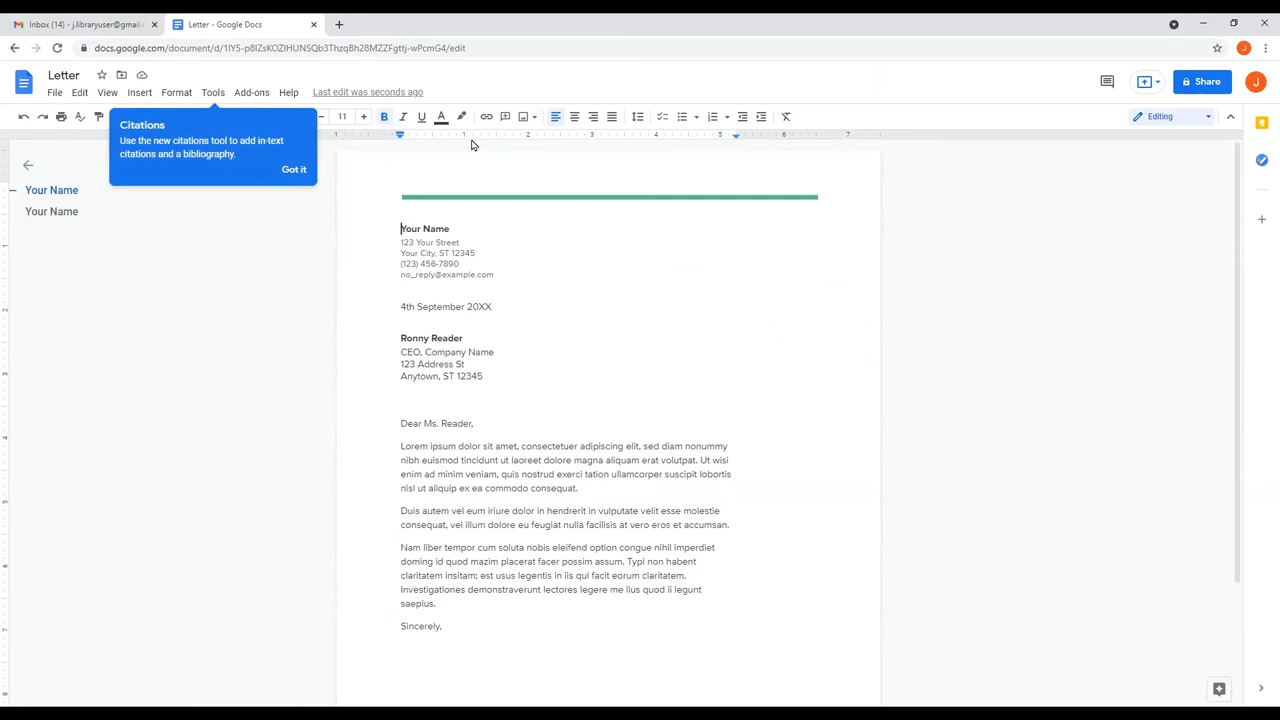 Inbox (14) - j.libraryuser@gmail.
Letter - Google Docs
docs.google.com/document/d/1IY5-p8IZsKOZIHUNSQb3ThzqBh28MZZFgttj-wPcmG4/edit
J
Letter
File Edit View Insert Format Tools Add-ons Help Last edit was seconds ago
Share
J
11 B I U A Editing
Citations
Use the new citations tool to add in-text
citations and a bibliography.
Got it
1 1 2 3 4 5 6 7
Your Name
Your Name
Your Name
123 Your Street
Your City, ST 12345
(123) 456-7890
no_reply@example.com
4th September 20XX
Ronny Reader
CEO, Company Name
123 Address St
Anytown, ST 12345
Dear Ms. Reader,
Lorem ipsum dolor sit amet, consectetuer adipiscing elit, sed diam nonummy
nibh euismod tincidunt ut laoreet dolore magna aliquam erat volutpat. Ut wisi
enim ad minim veniam, quis nostrud exerci tation ullamcorper suscipit lobortis
nisl ut aliquip ex ea commodo consequat.
Duis autem vel eum iriure dolor in hendrerit in vulputate velit esse molestie
consequat, vel illum dolore eu feugiat nulla facilisis at vero eros et accumsan.
Nam liber tempor cum soluta nobis eleifend option congue nihil imperdiet
doming id quod mazim placerat facer possim assum. Typi non habent
claritatem insitam; est usus legentis in iis qui facit eorum claritatem.
Investigationes demonstraverunt lectores legere me lius quod ii legunt
saepius.
Sincerely,